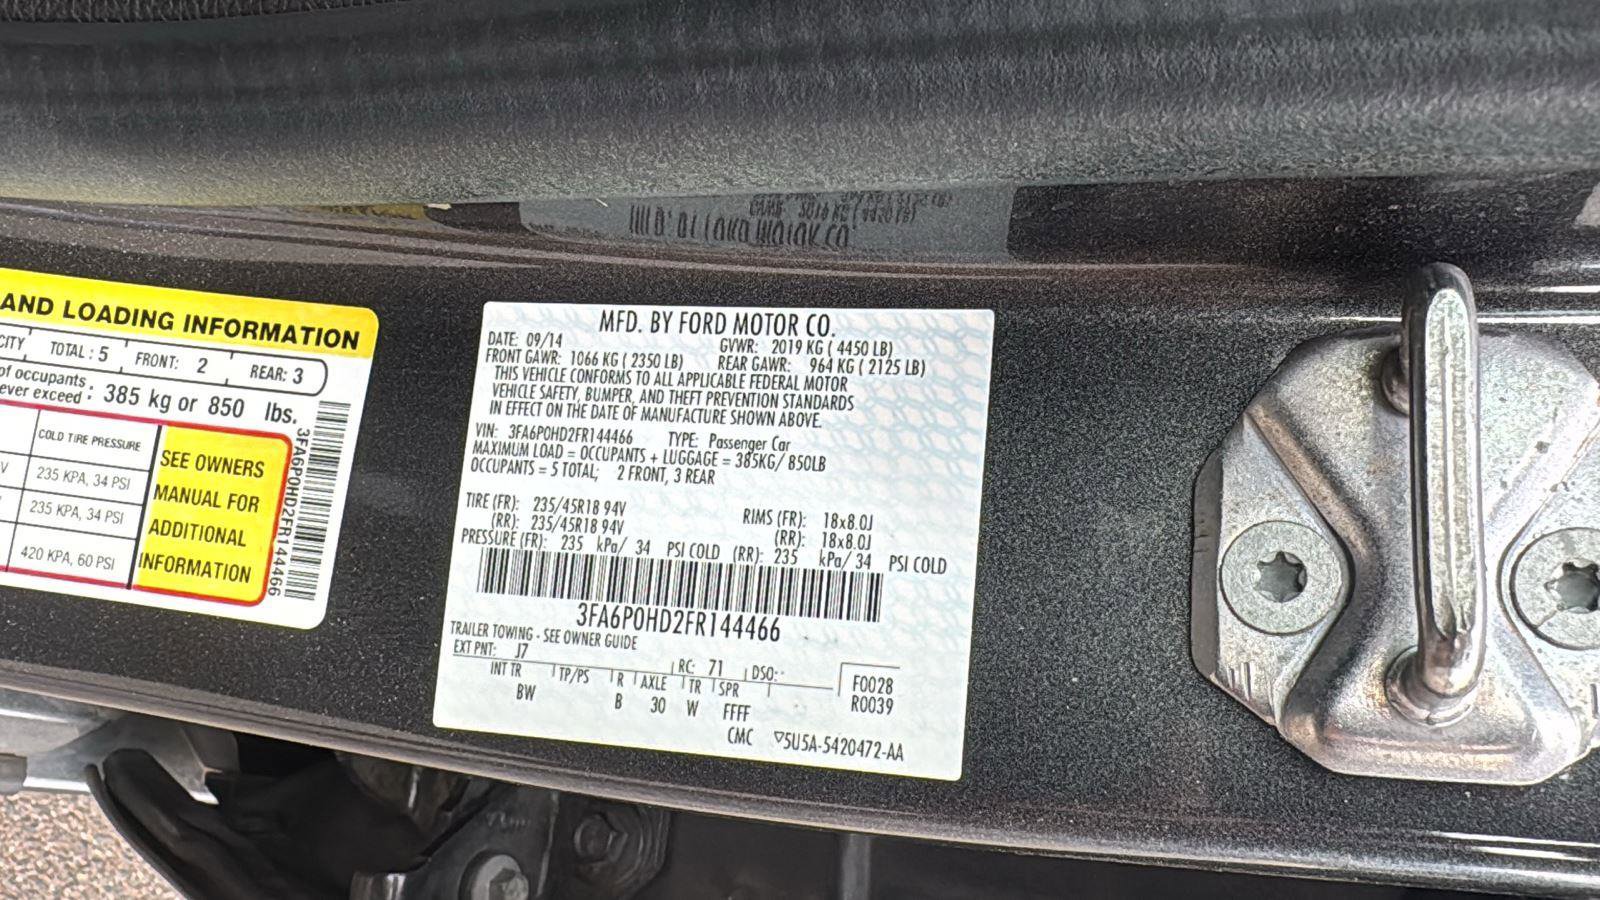 AND LOADING INFORMATION
CITY TOTAL: 5 FRONT: 2 REAR: 3
of occupants
ever exceed: 385 kg or 850 lbs.
COLD TIRE PRESSURE
V 235 KPA, 34 PSI
235 KPA, 34 PSI
420 KPA, 60 PSI
SEE OWNERS
MANUAL FOR
ADDITIONAL
INFORMATION
3FA6P0HD2FR144466
MFD. BY FORD MOTOR CO.
DATE: 09/14 GVWR: 2019 KG ( 4450 LB)
FRONT GAWR: 1066 KG ( 2350 LB) REAR GAWR: 964 KG ( 2125 LB)
THIS VEHICLE CONFORMS TO ALL APPLICABLE FEDERAL MOTOR
VEHICLE SAFETY, BUMPER, AND THEFT PREVENTION STANDARDS
IN EFFECT ON THE DATE OF MANUFACTURE SHOWN ABOVE.
VIN: 3FA6P0HD2FR144466 TYPE: Passenger Car
MAXIMUM LOAD = OCCUPANTS + LUGGAGE = 385KG/ 850LB
OCCUPANTS = 5 TOTAL, 2 FRONT, 3 REAR
TIRE (FR): 235/45R18 94V RIMS (FR): 18x8.0J
(RR): 235/45R18 94V (RR): 18x8.0J
PRESSURE (FR): 235 kPa/ 34 PSI COLD (RR): 235 kPa/ 34 PSI COLD
3FA6P0HD2FR144466
TRAILER TOWING - SEE OWNER GUIDE
EXT PNT: J7 RC: 71 DSO:
INT TR TP/PS R AXLE TR SPR F0028
BW B 30 W FFFF R0039
CMC ▽5U5A-5420472-AA